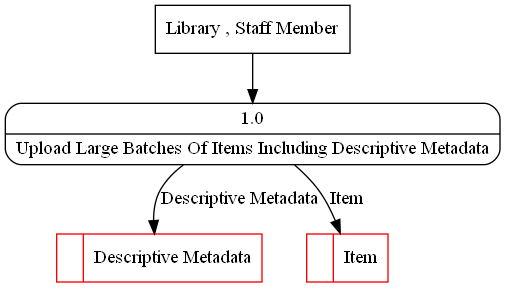 Library , Staff Member
1.0
Upload Large Batches Of Items Including Descriptive Metadata
Descriptive Metadata
Item
Descriptive Metadata
Item